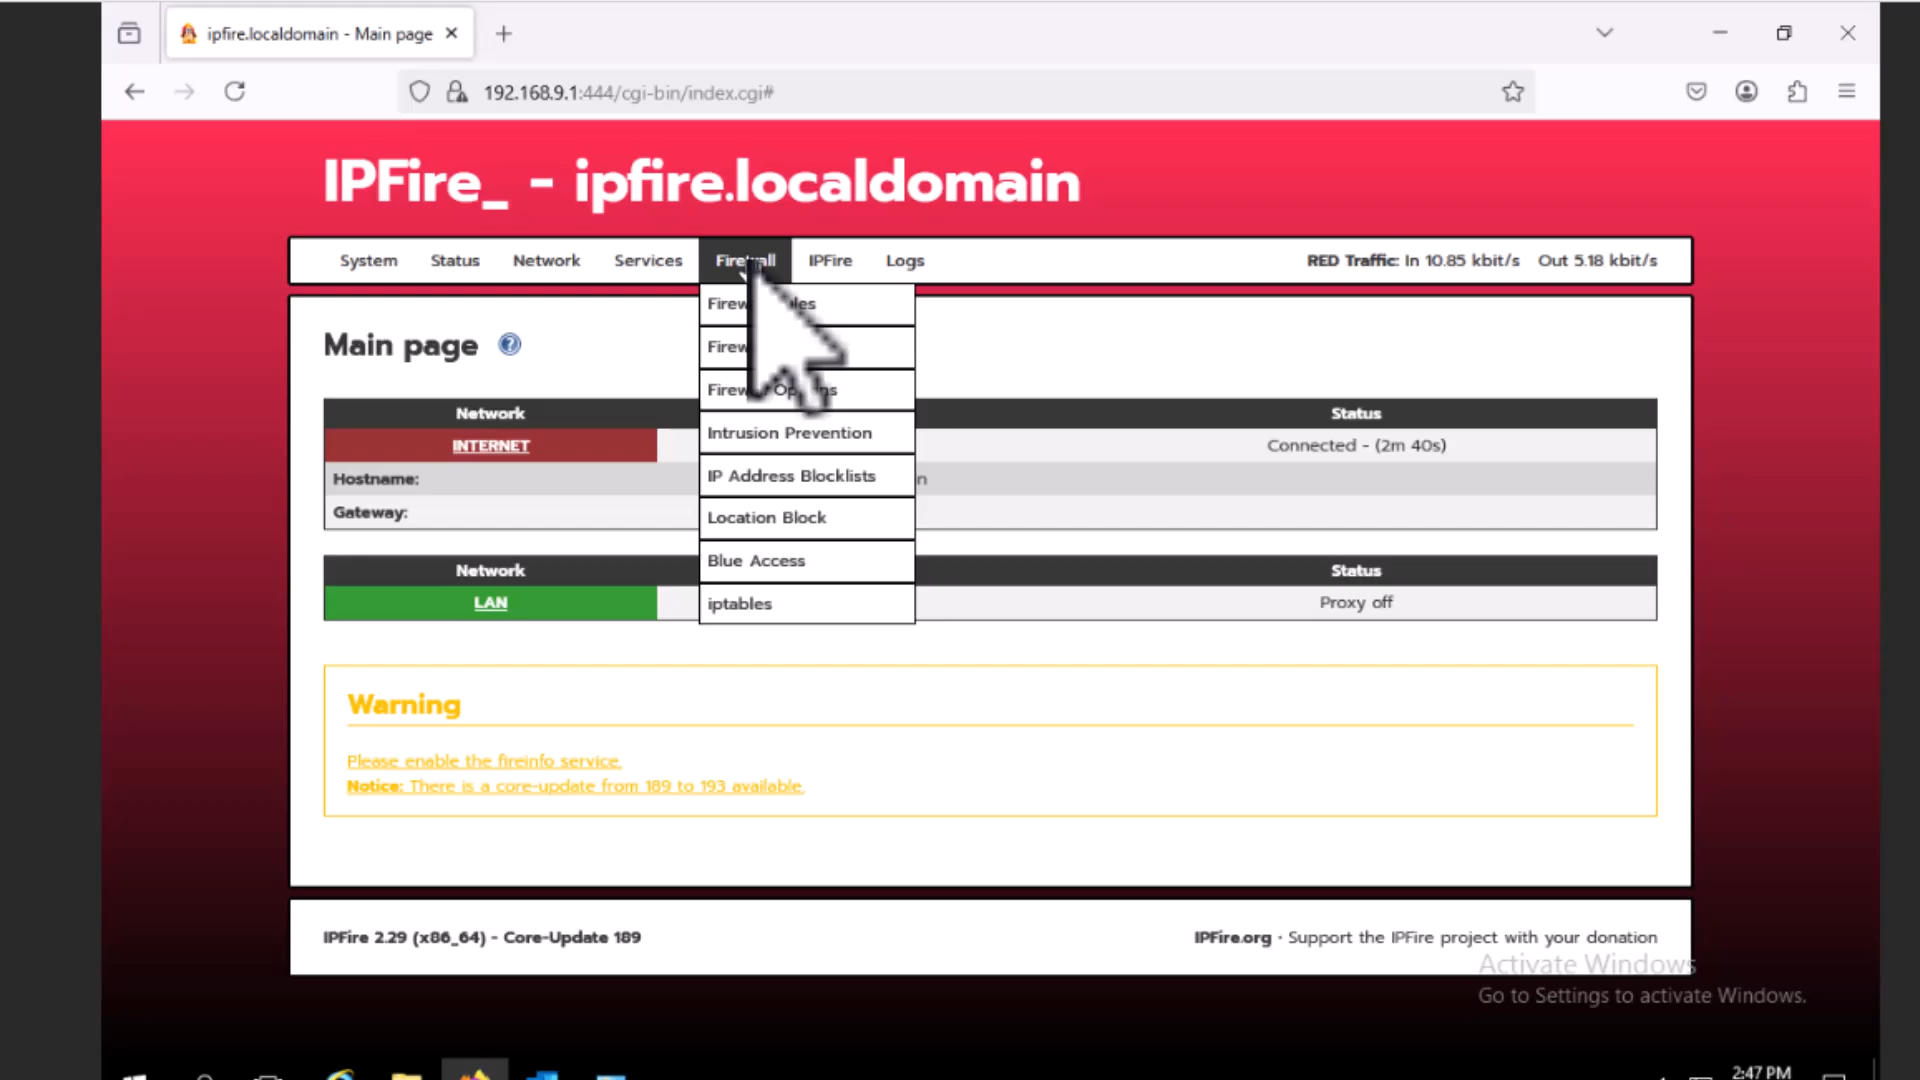 ipfire.localdomain - Main page
192.168.9.1:444/cgi-bin/index.cgi#
IPFire_ - ipfire.localdomain
System Status Network Services Firewall IPFire Logs RED Traffic: In 10.85 kbit/s Out 5.18 kbit/s
Main page
Options
Intrusion Prevention
IP Address Blocklists
Location Block
Blue Access
iptables
Network Status
INTERNET Connected - (2m 40s)
Hostname:
Gateway:
Network Status
LAN Proxy off
Warning
Please enable the fireinfo service.
Notice: There is a core-update from 189 to 193 available.
IPFire 2.29 (x86_64) - Core-Update 189
IPFire.org • Support the IPFire project with your donation
Activate Windows
Go to Settings to activate Windows.
2:47 PM